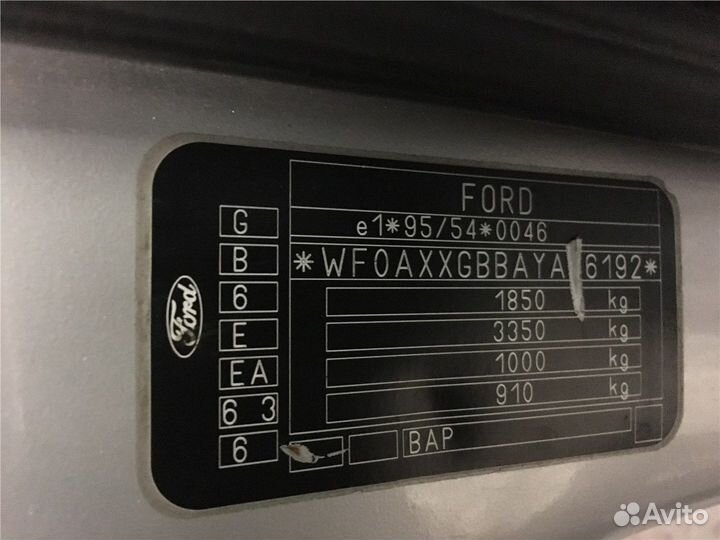 FORD
e1*95/54*0046
*WF0AXXGBBAYA 6192*
1850 kg
3350 kg
1000 kg
910 kg
BAP
G
B
6
E
EA
6 3
6
Ford
Avito